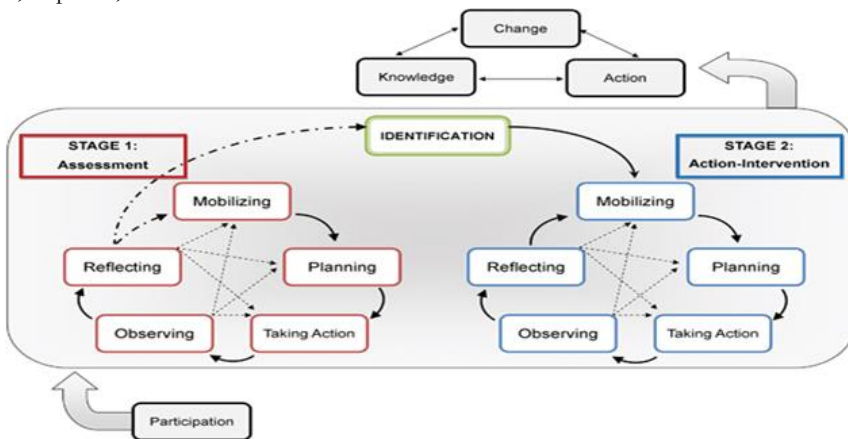 Change
Knowledge
Action
STAGE 1:
Assessment
IDENTIFICATION
STAGE 2:
Action-Intervention
Mobilizing
Reflecting
Planning
Observing
Taking Action
Mobilizing
Reflecting
Planning
Observing
Taking Action
Participation